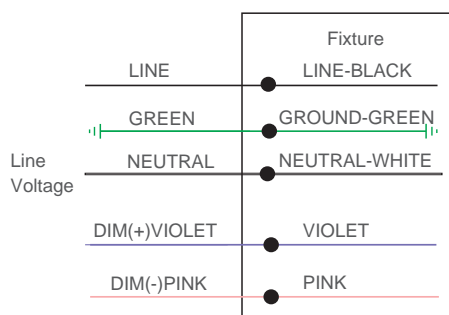 Fixture
LINE LINE-BLACK
GREEN GROUND-GREEN
Line
Voltage
NEUTRAL NEUTRAL-WHITE
DIM(+)VIOLET VIOLET
DIM(-)PINK PINK